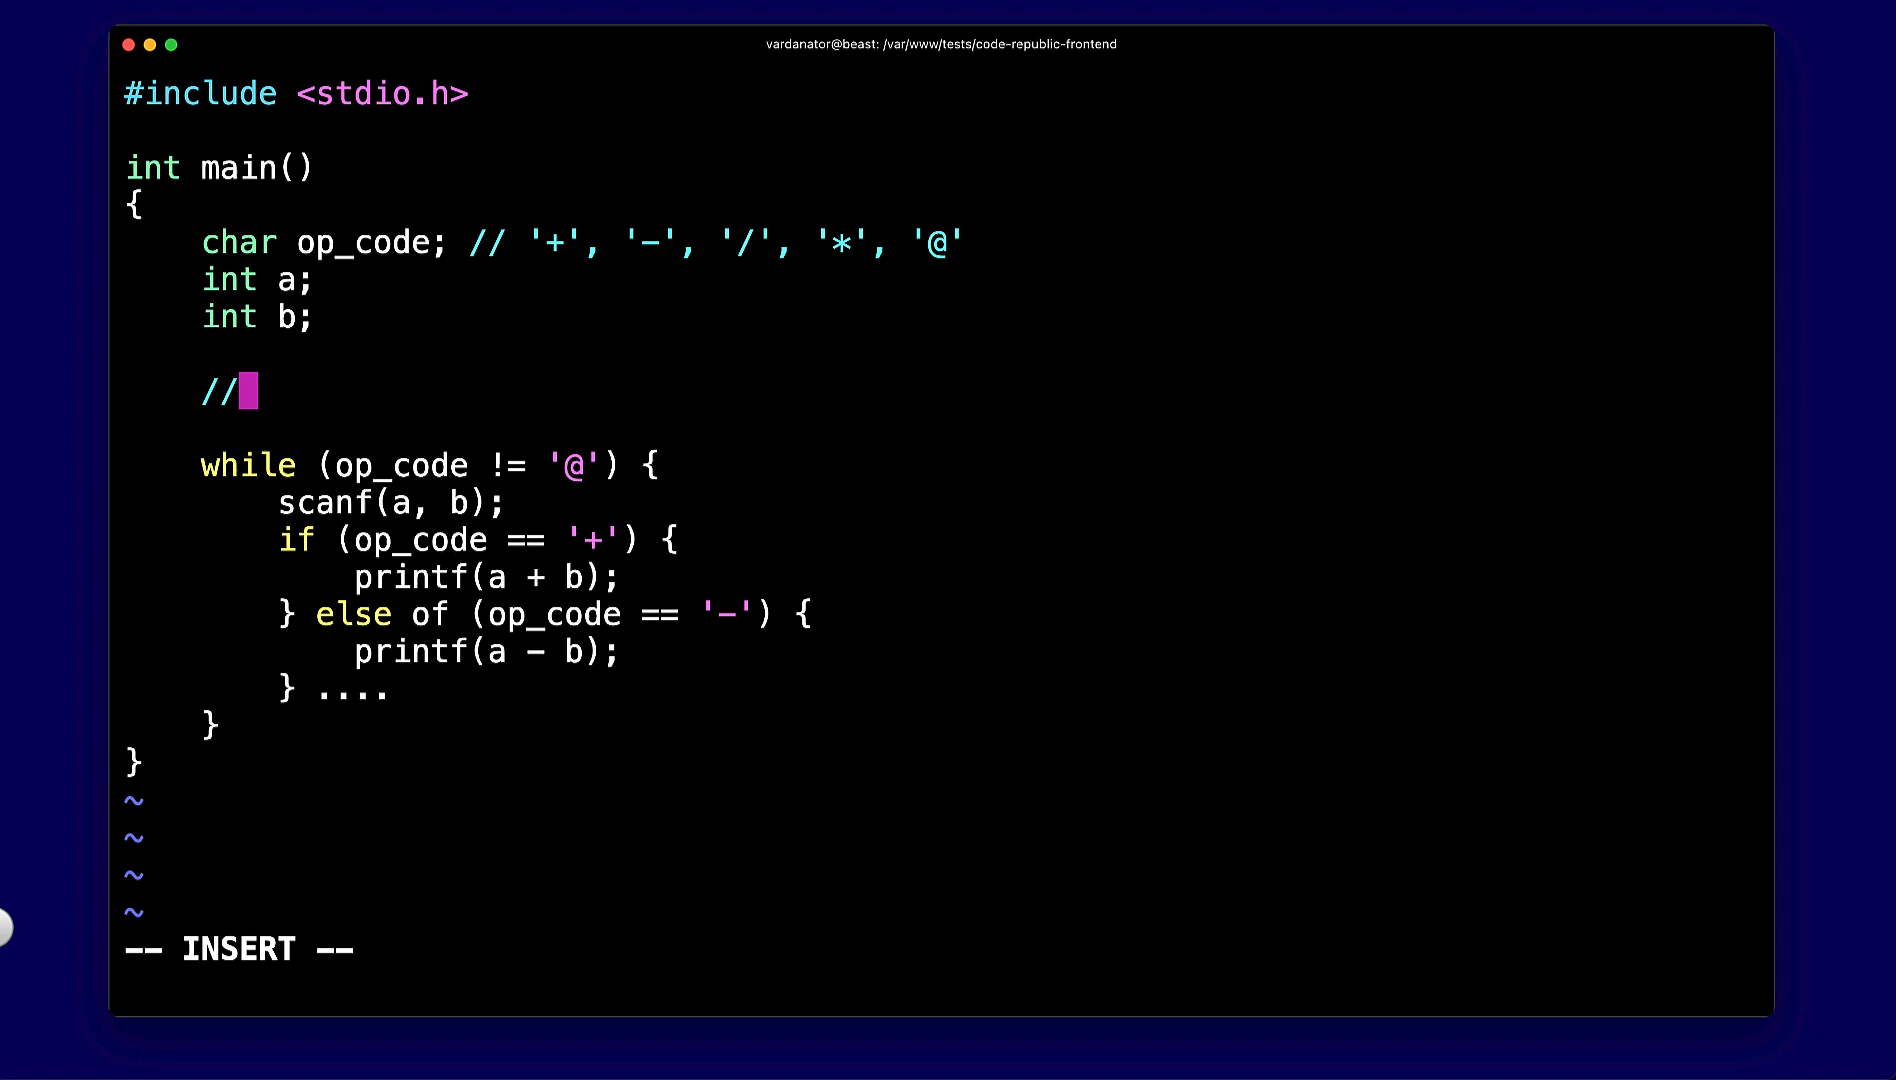 vardanator@beast: /var/www/tests/code-republic-frontend
#include <stdio.h>
int main()
{
    char op_code; // '+', '-', '/', '*', '@'
    int a;
    int b;
    //
    while (op_code != '@') {
        scanf(a, b);
        if (op_code == '+') {
            printf(a + b);
        } else of (op_code == '-') {
            printf(a - b);
        } ....
    }
}
~
~
~
~
-- INSERT --